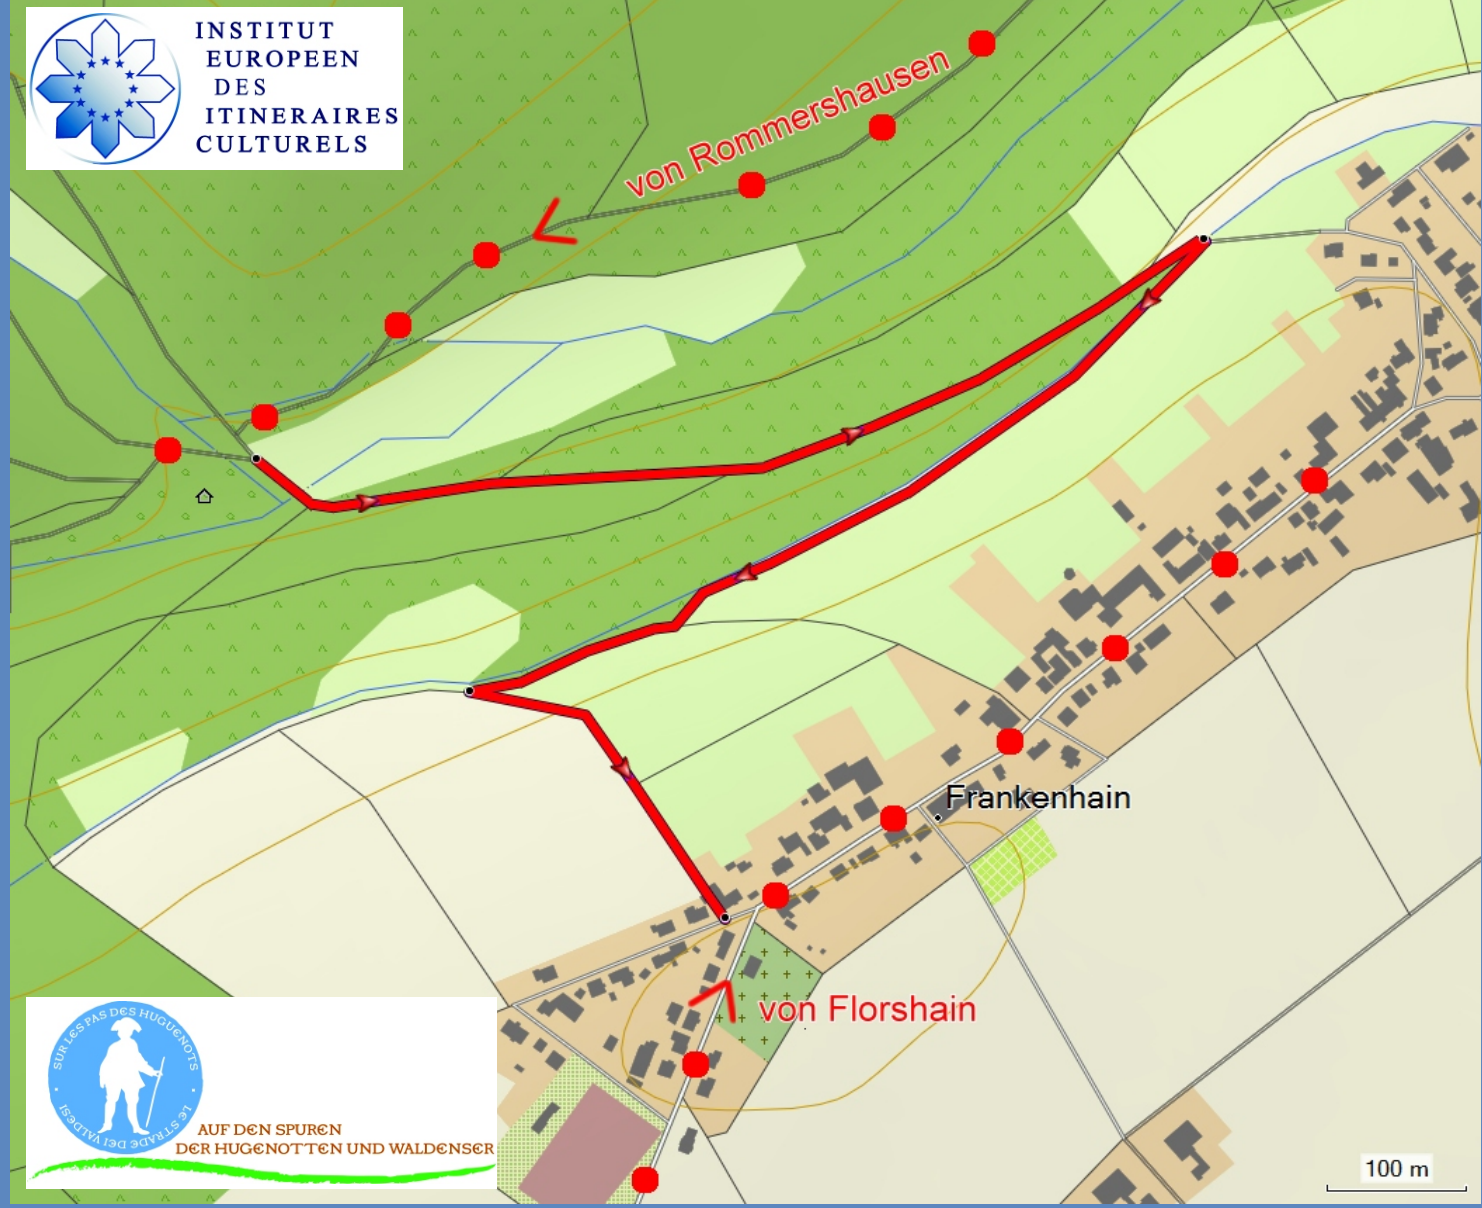 INSTITUT
EUROPEEN
DES
ITINERAIRES
CULTURELS
von Rommershausen
Frankenhain
von Florshain
SUR LES PAS DES HUGUENOTS
LE STRADE DEI VALDESI
AUF DEN SPUREN
DER HUGENOTTEN UND WALDENSER
100 m